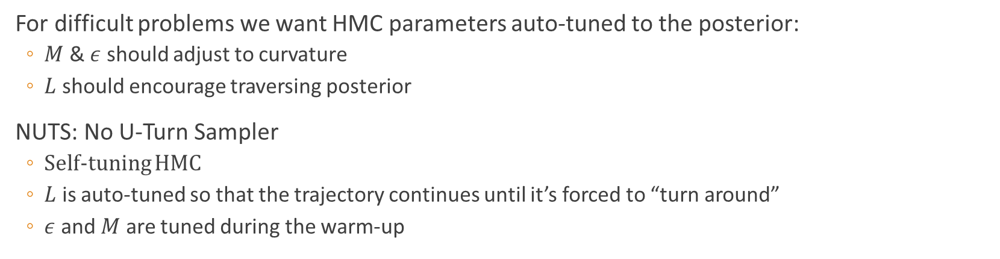 For difficult problems we want HMC parameters auto-tuned to the posterior:
◦ M & ϵ should adjust to curvature
◦ L should encourage traversing posterior
NUTS: No U-Turn Sampler
◦ Self-tuning HMC
◦ L is auto-tuned so that the trajectory continues until it’s forced to “turn around”
◦ ϵ and M are tuned during the warm-up